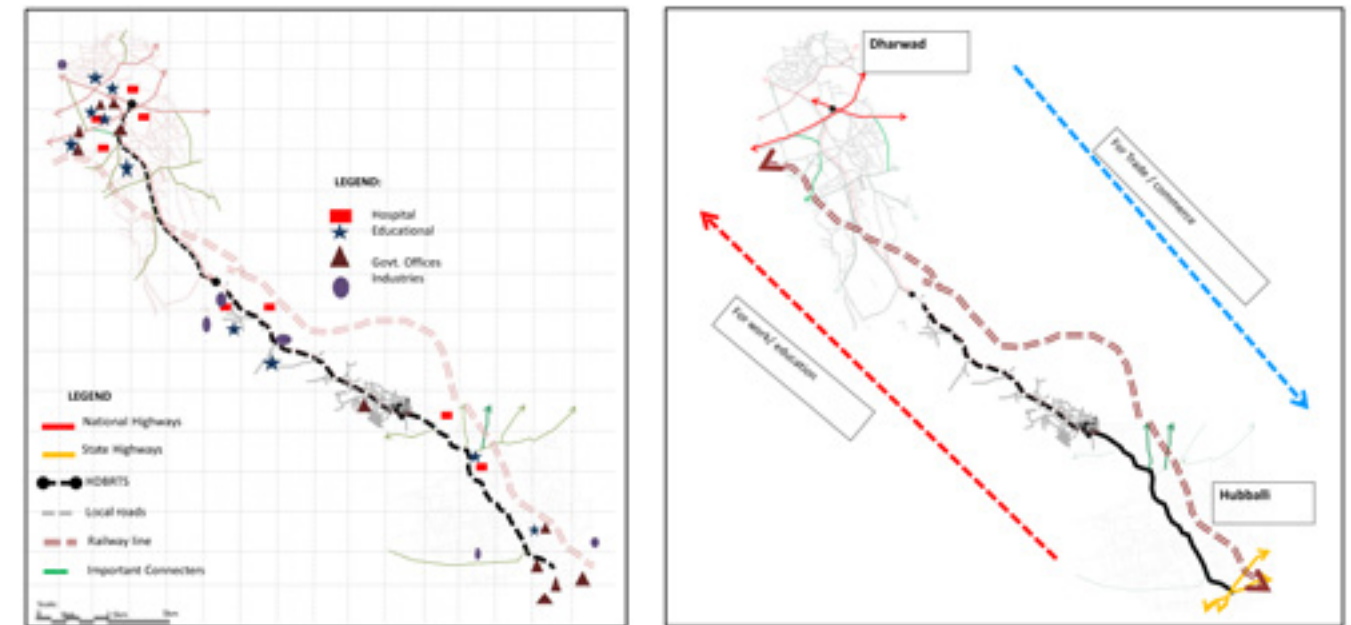 LEGEND:
Hospital
Educational
Govt. Offices
Industries
LEGEND
National Highways
State Highways
HDBRTS
Local roads
Railway line
Important Connecters
Dharwad
For Trade / commerce
For work/ education
Hubballi